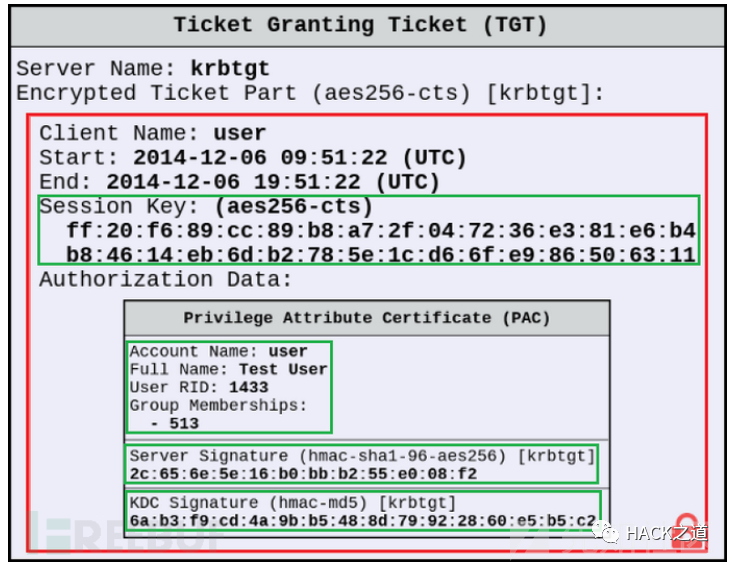 Ticket Granting Ticket (TGT)
Server Name: krbtgt
Encrypted Ticket Part (aes256-cts) [krbtgt]:
Client Name: user
Start: 2014-12-06 09:51:22 (UTC)
End: 2014-12-06 19:51:22 (UTC)
Session Key: (aes256-cts)
ff:20:f6:89:cc:89:b8:a7:2f:04:72:36:e3:81:e6:b4
b8:46:14:eb:6d:b2:78:5e:1c:d6:6f:e9:86:50:63:11
Authorization Data:
Privilege Attribute Certificate (PAC)
Account Name: user
Full Name: Test User
User RID: 1433
Group Memberships:
- 513
Server Signature (hmac-sha1-96-aes256) [krbtgt]
2c:65:6e:5e:16:b0:bb:b2:55:e0:08:f2
KDC Signature (hmac-md5) [krbtgt]
6a:b3:f9:cd:4a:9b:b5:48:8d:79:92:28:60:e5:b5:c2
FREEBUF
HACK之道